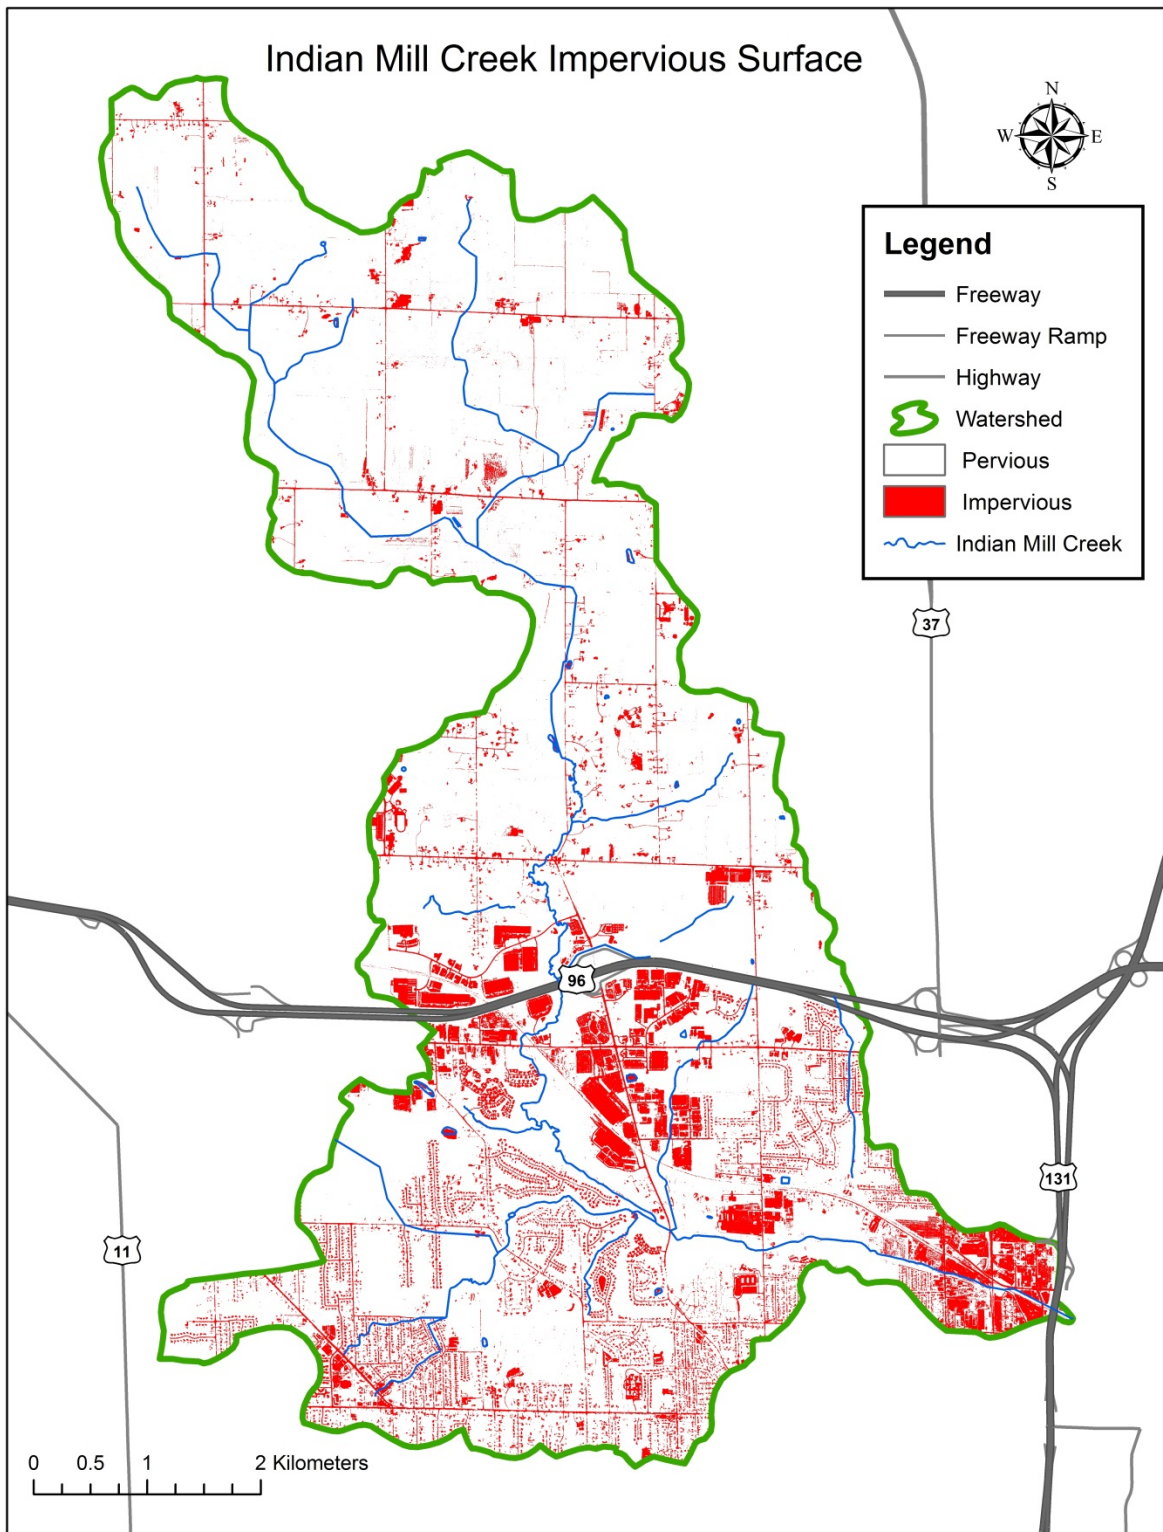 Indian Mill Creek Impervious Surface
N
W E
S
Legend
Freeway
Freeway Ramp
Highway
Watershed
Pervious
Impervious
Indian Mill Creek
37
96
131
11
0 0.5 1 2 Kilometers